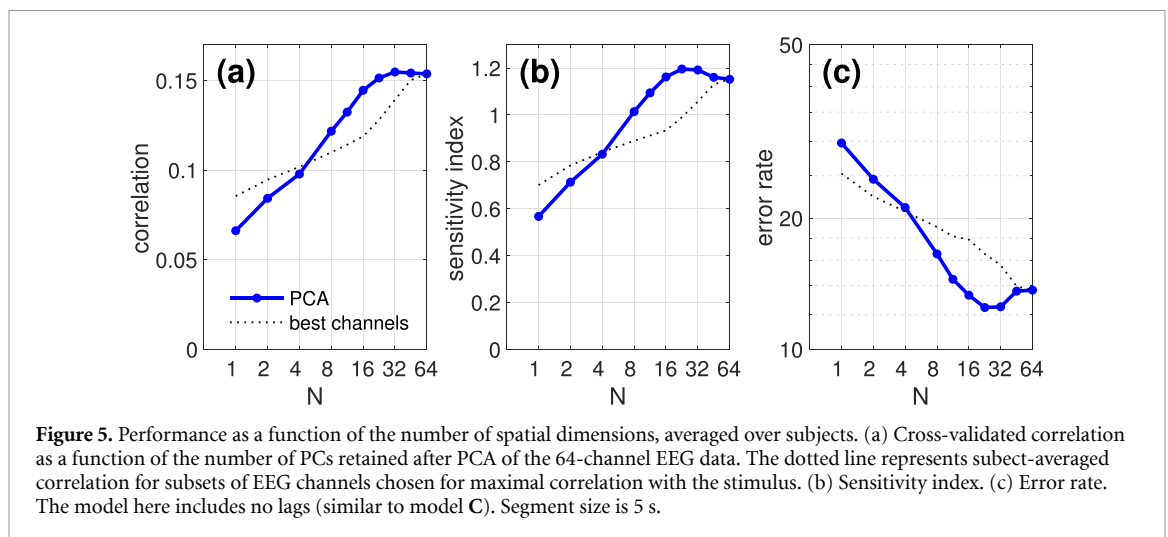 (a)
0.15
0.1
0.05
0
correlation
PCA
best channels
1 2 4 8 16 32 64
N
(b)
1.2
1
0.8
0.6
0.4
0.2
0
sensitivity index
1 2 4 8 16 32 64
N
(c)
50
20
10
error rate
1 2 4 8 16 32 64
N
Figure 5. Performance as a function of the number of spatial dimensions, averaged over subjects. (a) Cross-validated correlation
as a function of the number of PCs retained after PCA of the 64-channel EEG data. The dotted line represents subect-averaged
correlation for subsets of EEG channels chosen for maximal correlation with the stimulus. (b) Sensitivity index. (c) Error rate.
The model here includes no lags (similar to model C). Segment size is 5 s.